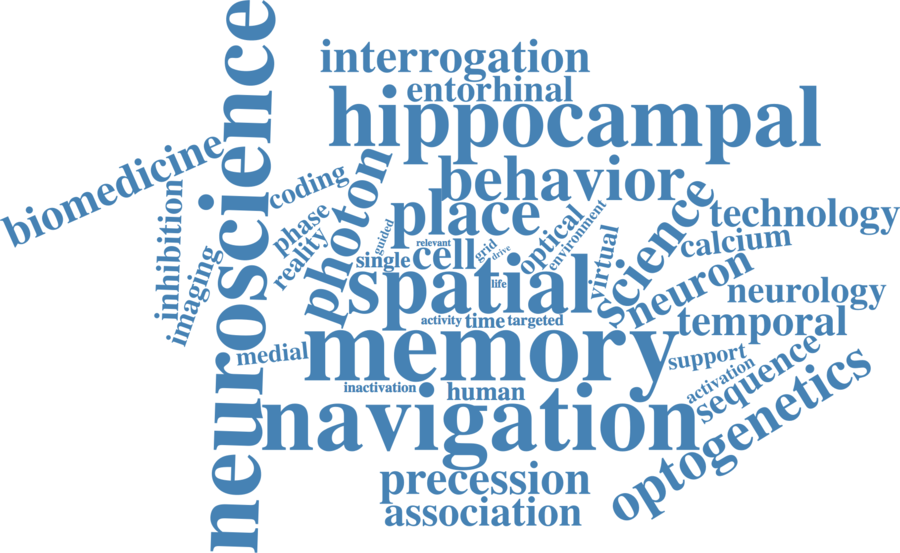 neuroscience
interrogation
entorhinal
hippocampal
biomedicine
behavior
coding
photon
inhibition
place
science
technology
phase
guided
optical
environment
calcium
relevant
reality
imaging
single
cell
grid
drive
virtual
neuron
spatial
life
neurology
activity
time
targeted
temporal
medial
memory
support
sequence
activation
inactivation
human
optogenetics
navigation
precession
association